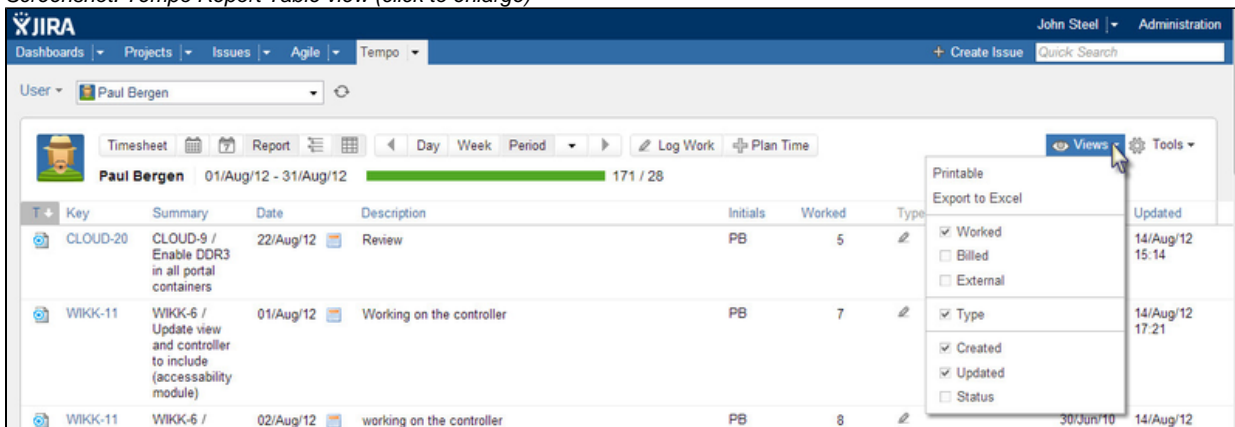 Screenshot: Tempo Report Table view (click to enlarge)
JIRA John Steel Administration
Dashboards Projects Issues Agile Tempo + Create Issue Quick Search
User Paul Bergen
Timesheet 7 Report Day Week Period Log Work Plan Time Views Tools
Paul Bergen 01/Aug/12 - 31/Aug/12 171 / 28
Printable
Export to Excel
Worked
Billed
External
Type
Created
Updated
Status
T Key Summary Date Description Initials Worked Type Updated
CLOUD-20 CLOUD-9 / 22/Aug/12 Review PB 5 14/Aug/12
Enable DDR3 15:14
in all portal
containers
WIKK-11 WIKK-6 / 01/Aug/12 Working on the controller PB 7 14/Aug/12
Update view 17:21
and controller
to include
(accessability
module)
WIKK-11 WIKK-6 / 02/Aug/12 working on the controller PB 8 30/Jun/10 14/Aug/12